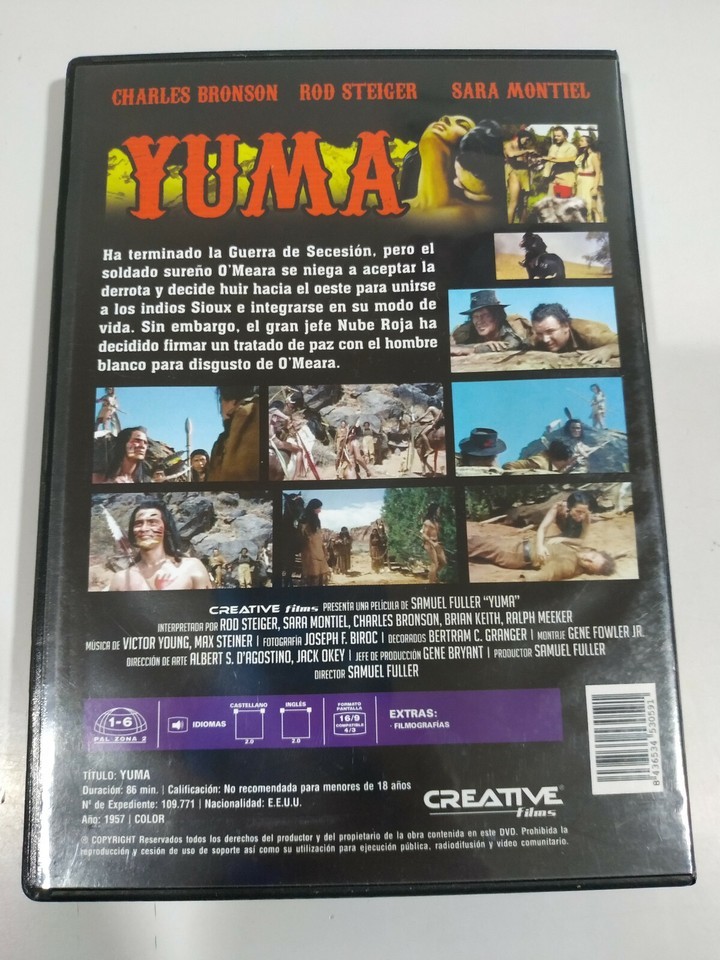 CHARLES BRONSON ROD STEIGER SARA MONTIEL
YUMA
Ha terminado la Guerra de Secesión, pero el
soldado sureño O'Meara se niega a aceptar la
derrota y decide huir hacia el oeste para unirse
a los indios Sioux e integrarse en su modo de
vida. Sin embargo, el gran jefe Nube Roja ha
decidido firmar un tratado de paz con el hombre
blanco para disgusto de O'Meara.
CREATIVE films PRESENTA UNA PELÍCULA DE SAMUEL FULLER "YUMA"
INTERPRETADA POR ROD STEIGER, SARA MONTIEL, CHARLES BRONSON, BRIAN KEITH, RALPH MEEKER
MÚSICA DE VICTOR YOUNG, MAX STEINER | FOTOGRAFÍA JOSEPH F. BIROC | DECORADOS BERTRAM C. GRANGER | MONTAJE GENE FOWLER JR.
DIRECCIÓN DE ARTE ALBERT S. D'AGOSTINO, JACK OKEY | JEFE DE PRODUCCIÓN GENE BRYANT | PRODUCTOR SAMUEL FULLER
DIRECTOR SAMUEL FULLER
1-6
PAL ZONA 2
IDIOMAS
CASTELLANO
2.0
INGLÉS
2.0
FORMATO
PANTALLA
16/9
COMPATIBLE
4/3
EXTRAS:
· FILMOGRAFÍAS
8 436534 530591
TÍTULO: YUMA
Duración: 86 min. | Calificación: No recomendada para menores de 18 años
Nº de Expediente: 109.771 | Nacionalidad: E.E.U.U.
Año: 1957 | COLOR
CREATIVE
films
® COPYRIGHT Reservados todos los derechos del productor y del propietario de la obra contenida en este DVD. Prohibida la
reproducción y cesión de uso de soporte así como su utilización para ejecución pública, radiodifusión y video comunitario.